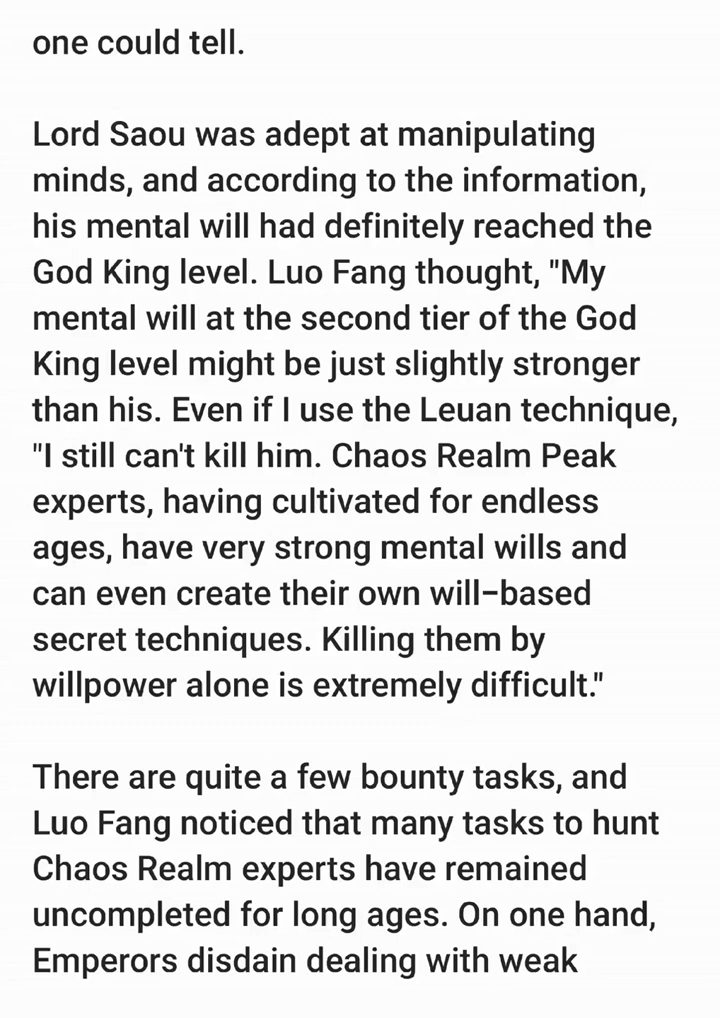 one could tell.
Lord Saou was adept at manipulating
minds, and according to the information,
his mental will had definitely reached the
God King level. Luo Fang thought, "My
mental will at the second tier of the God
King level might be just slightly stronger
than his. Even if I use the Leuan technique,
"I still can't kill him. Chaos Realm Peak
experts, having cultivated for endless
ages, have very strong mental wills and
can even create their own will-based
secret techniques. Killing them by
willpower alone is extremely difficult."
There are quite a few bounty tasks, and
Luo Fang noticed that many tasks to hunt
Chaos Realm experts have remained
uncompleted for long ages. On one hand,
Emperors disdain dealing with weak